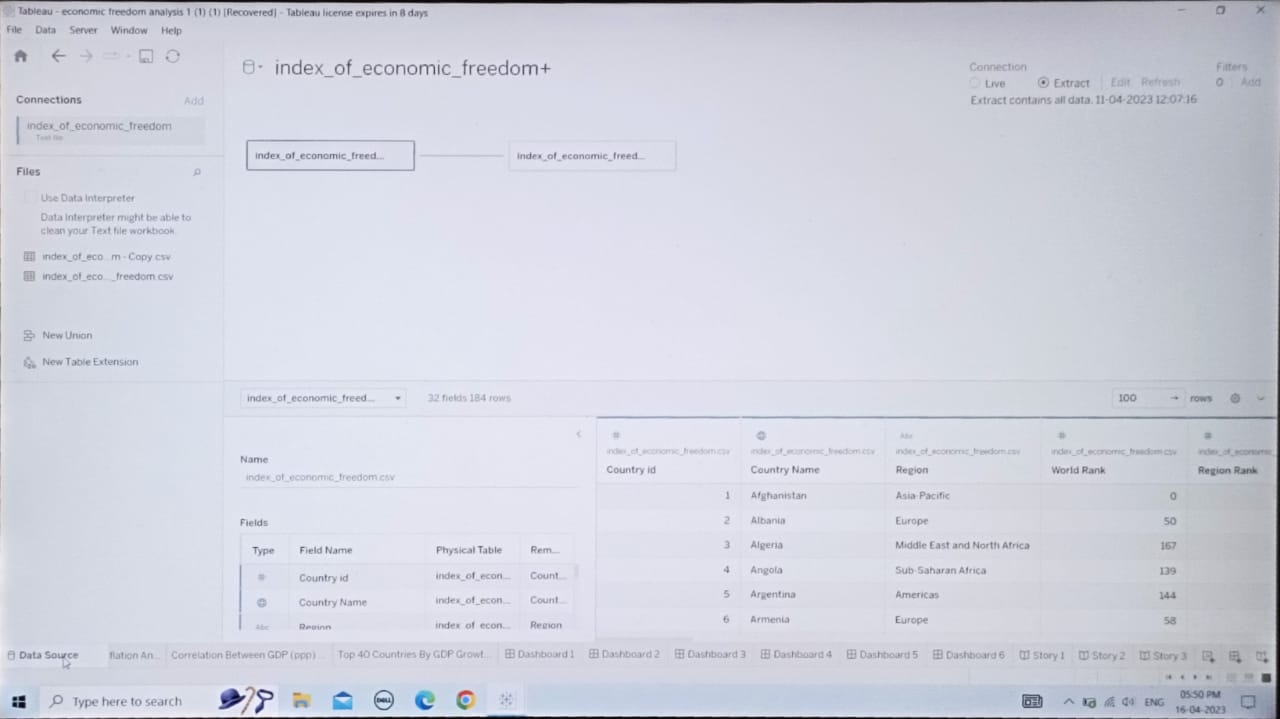 Tableau - economic freedom analysis 1 (1) (1) [Recovered] - Tableau license expires in 8 days
File Data Server Window Help
index_of_economic_freedom+
Connection
Filters
Live Extract Edit Refresh 0 Add
Extract contains all data. 11-04-2023 12:07:16
Connections Add
index_of_economic_freedom
Text file
index_of_economic_freed... index_of_economic_freed...
Files
Use Data Interpreter
Data Interpreter might be able to
clean your Text file workbook.
index_of_eco...m - Copy.csv
index_of_eco..._freedom.csv
New Union
New Table Extension
index_of_economic_freed... 32 fields 184 rows 100 → rows
Name
index_of_economic_freedom.csv
Fields
Type Field Name Physical Table Rem...
# Country id index_of_econ... Count...
Country Name index_of_econ... Count...
Abc Region index_of_econ... Region
# # Abc # #
index_of_economic_freedom.csv index_of_economic_freedom.csv index_of_economic_freedom.csv index_of_economic_freedom.csv index_of_economic
Country id Country Name Region World Rank Region Rank
1 Afghanistan Asia-Pacific 0
2 Albania Europe 50
3 Algeria Middle East and North Africa 167
4 Angola Sub-Saharan Africa 139
5 Argentina Americas 144
6 Armenia Europe 58
Data Source flation An... Correlation Between GDP (ppp)... Top 40 Countries By GDP Growt... Dashboard 1 Dashboard 2 Dashboard 3 Dashboard 4 Dashboard 5 Dashboard 6 Story 1 Story 2 Story 3
Type here to search
DELL
ENG
05:50 PM
16-04-2023